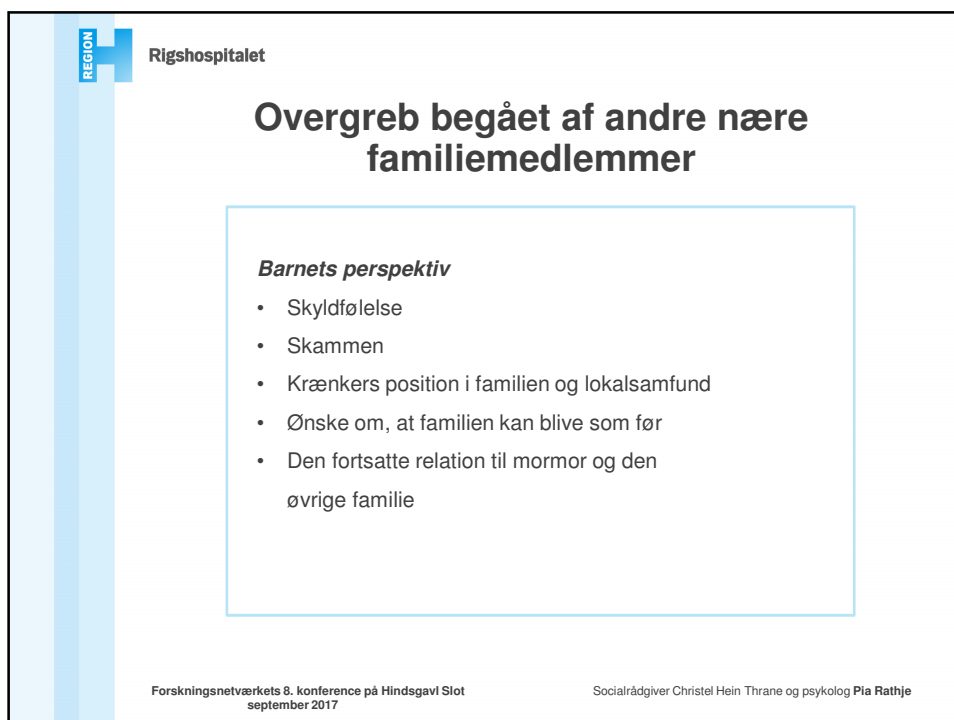 REGION
Rigshospitalet
Overgreb begået af andre nære
familiemedlemmer
Barnets perspektiv
• Skyldfølelse
• Skammen
• Krænkers position i familien og lokalsamfund
• Ønske om, at familien kan blive som før
• Den fortsatte relation til mormor og den
øvrige familie
Forskningsnetværkets 8. konference på Hindsgavl Slot
september 2017
Socialrådgiver Christel Hein Thrane og psykolog Pia Rathje